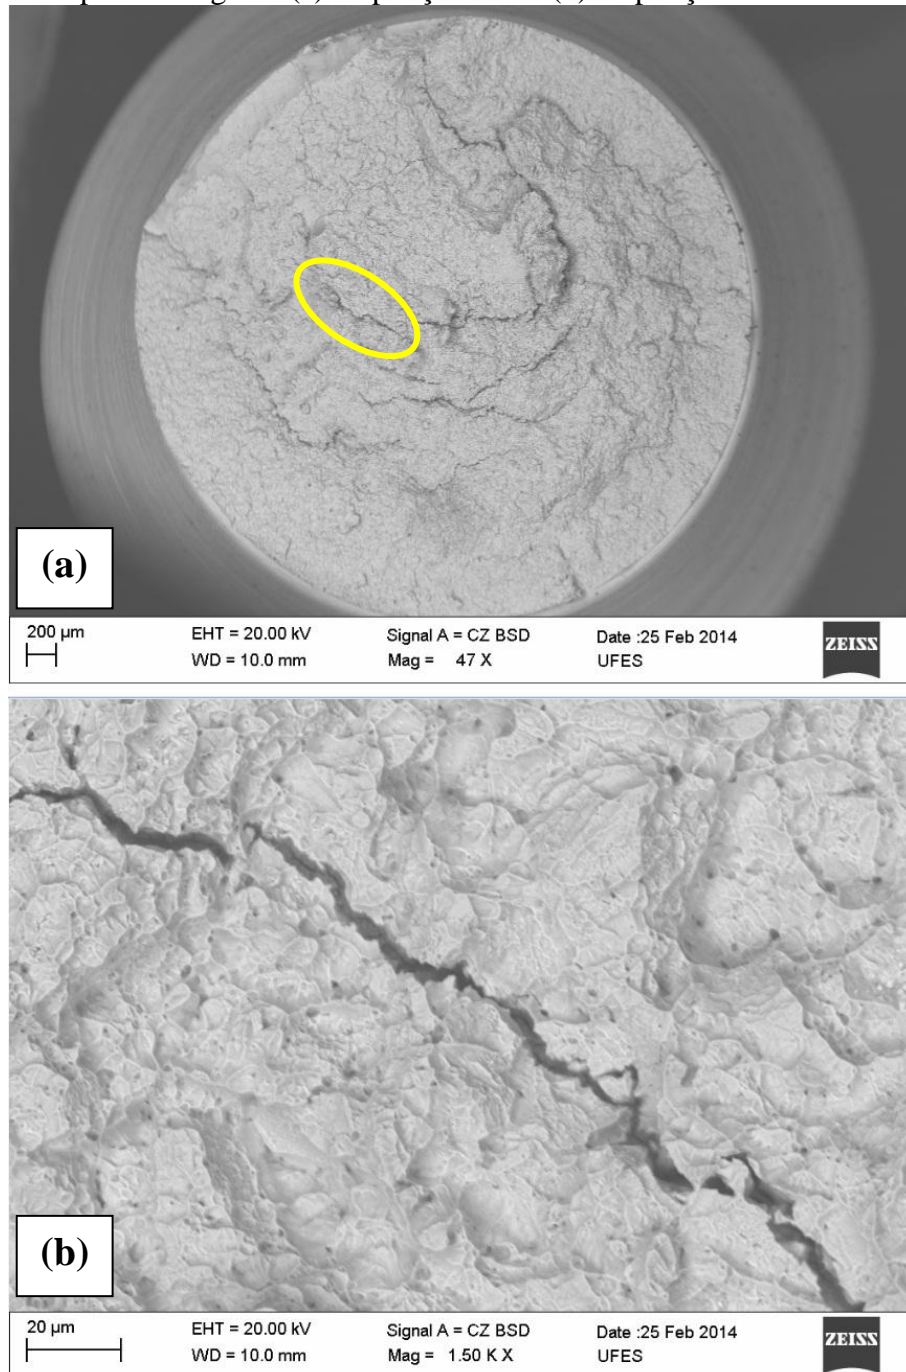 (a)
200 µm
EHT = 20.00 kV
Signal A = CZ BSD
Date :25 Feb 2014
WD = 10.0 mm
Mag = 47 X
UFES
ZEISS
(b)
20 µm
EHT = 20.00 kV
Signal A = CZ BSD
Date :25 Feb 2014
WD = 10.0 mm
Mag = 1.50 K X
UFES
ZEISS